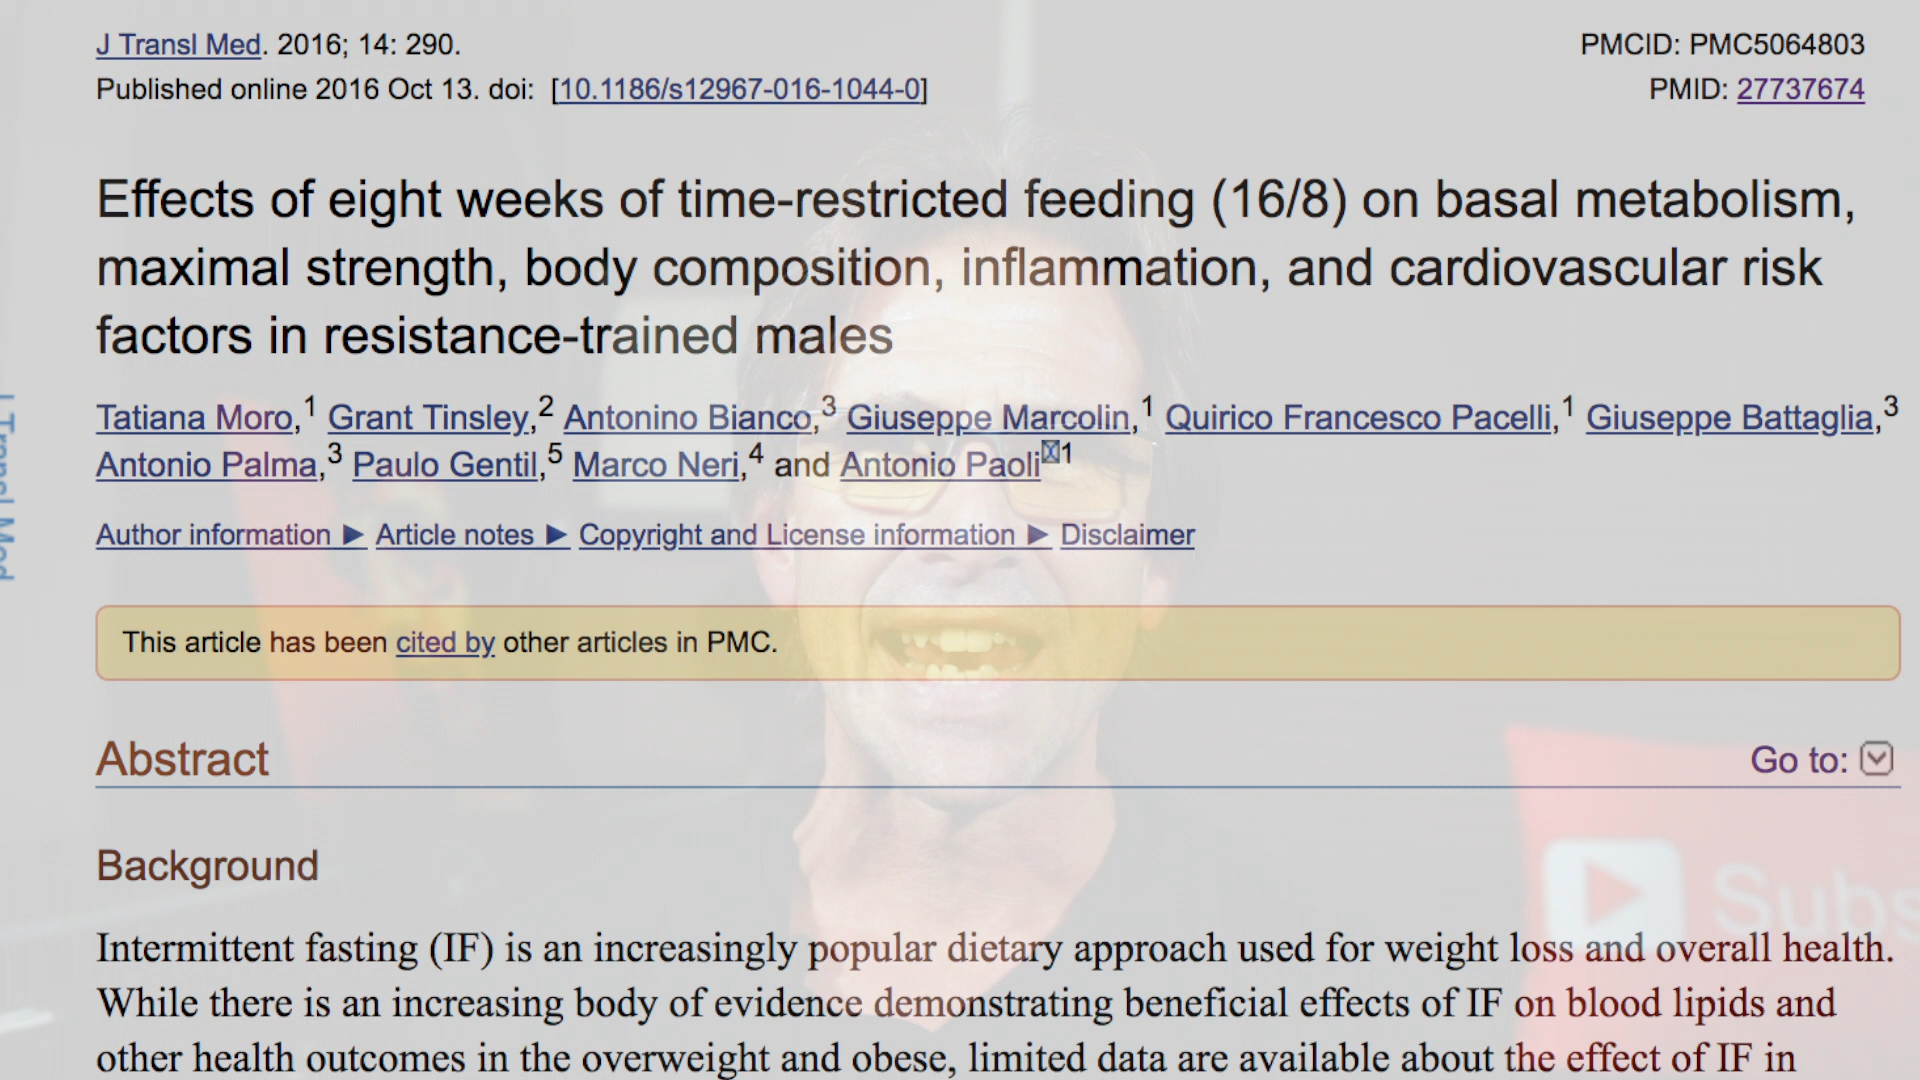 J Transl Med. 2016; 14: 290.
PMCID: PMC5064803
Published online 2016 Oct 13. doi: [10.1186/s12967-016-1044-0]
PMID: 27737674
Effects of eight weeks of time-restricted feeding (16/8) on basal metabolism,
maximal strength, body composition, inflammation, and cardiovascular risk
factors in resistance-trained males
Tatiana Moro,1 Grant Tinsley,2 Antonino Bianco,3 Giuseppe Marcolin,1 Quirico Francesco Pacelli,1 Giuseppe Battaglia,3
Antonio Palma,3 Paulo Gentil,5 Marco Neri,4 and Antonio Paoli1
Author information ► Article notes ► Copyright and License information ► Disclaimer
This article has been cited by other articles in PMC.
Abstract
Go to:
Background
Intermittent fasting (IF) is an increasingly popular dietary approach used for weight loss and overall health.
While there is an increasing body of evidence demonstrating beneficial effects of IF on blood lipids and
other health outcomes in the overweight and obese, limited data are available about the effect of IF in
J Transl Med
Subs